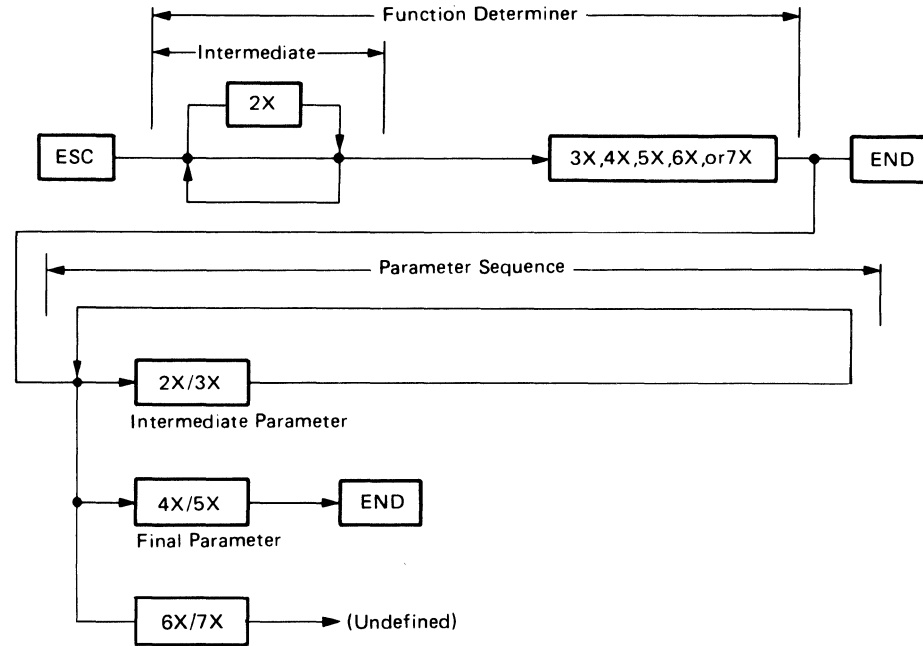 Function Determiner
Intermediate
2X
ESC
3X,4X,5X,6X,or7X
END
Parameter Sequence
2X/3X
Intermediate Parameter
4X/5X
END
Final Parameter
6X/7X
(Undefined)